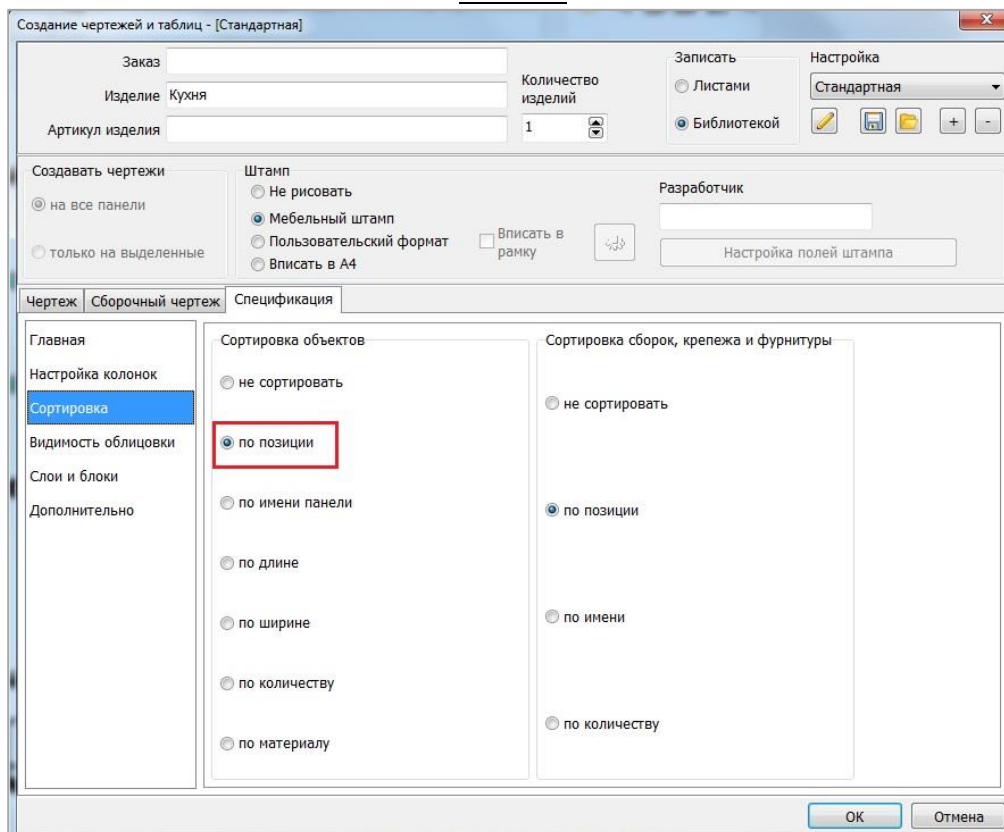 Создание чертежей и таблиц - [Стандартная]
Заказ
Изделие Кухня
Артикул изделия
Количество
изделий
1
Записать
Листами
Библиотекой
Настройка
Стандартная
+ -
Создавать чертежи
на все панели
только на выделенные
Штамп
Не рисовать
Мебельный штамп
Пользовательский формат
Вписать в А4
Вписать в
рамку
Разработчик
Настройка полей штампа
Чертеж Сборочный чертеж Спецификация
Главная
Настройка колонок
Сортировка
Видимость облицовки
Слои и блоки
Дополнительно
Сортировка объектов
не сортировать
по позиции
по имени панели
по длине
по ширине
по количеству
по материалу
Сортировка сборок, крепежа и фурнитуры
не сортировать
по позиции
по имени
по количеству
ОК Отмена